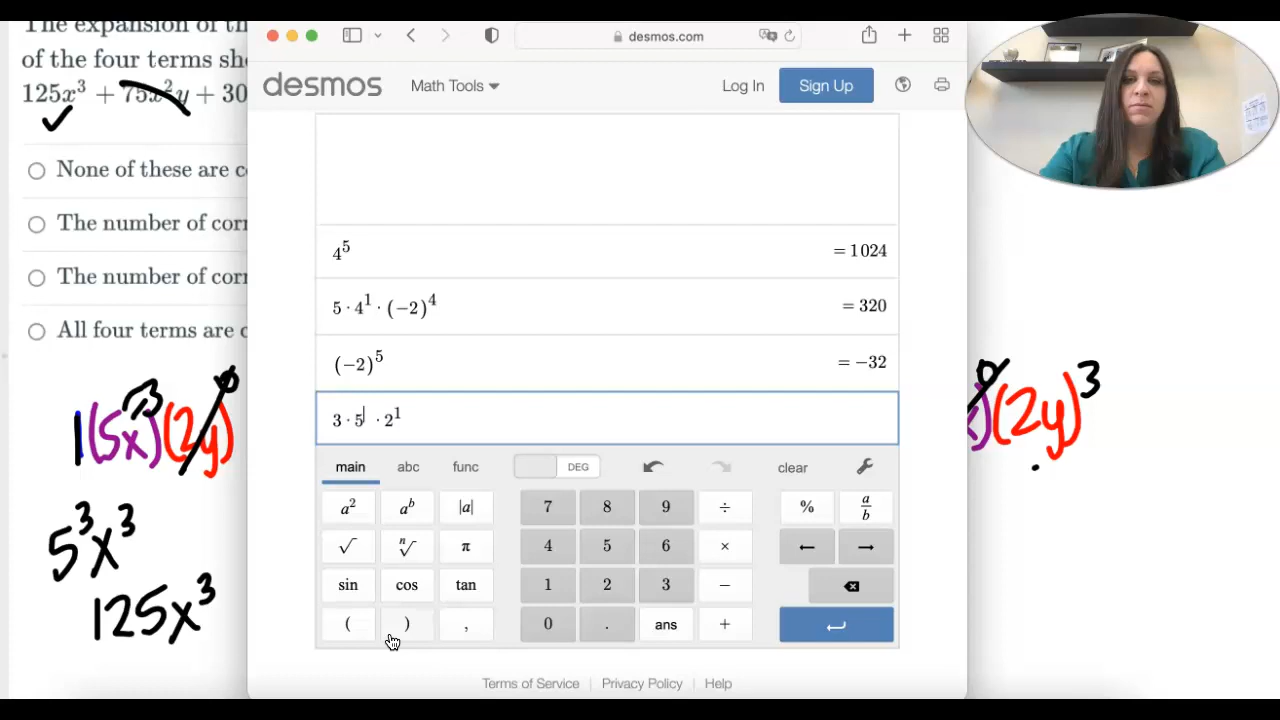 The expansion of th
of the four terms sh
125x³ + 75x²y + 30
None of these are c
The number of corr
The number of corr
All four terms are c
1(5x)³(2y)⁰
5³x³
125x³
desmos.com
desmos
Math Tools
Log In
Sign Up
4⁵ = 1024
5 · 4¹ · (−2)⁴ = 320
(−2)⁵ = −32
3 · 5 · 2¹
main abc func DEG clear
a² aᵇ |a| 7 8 9 ÷ % a/b
√ ⁿ√ π 4 5 6 × ← →
sin cos tan 1 2 3 −
( ) , 0 . ans +
Terms of Service Privacy Policy Help
x)⁰(2y)³